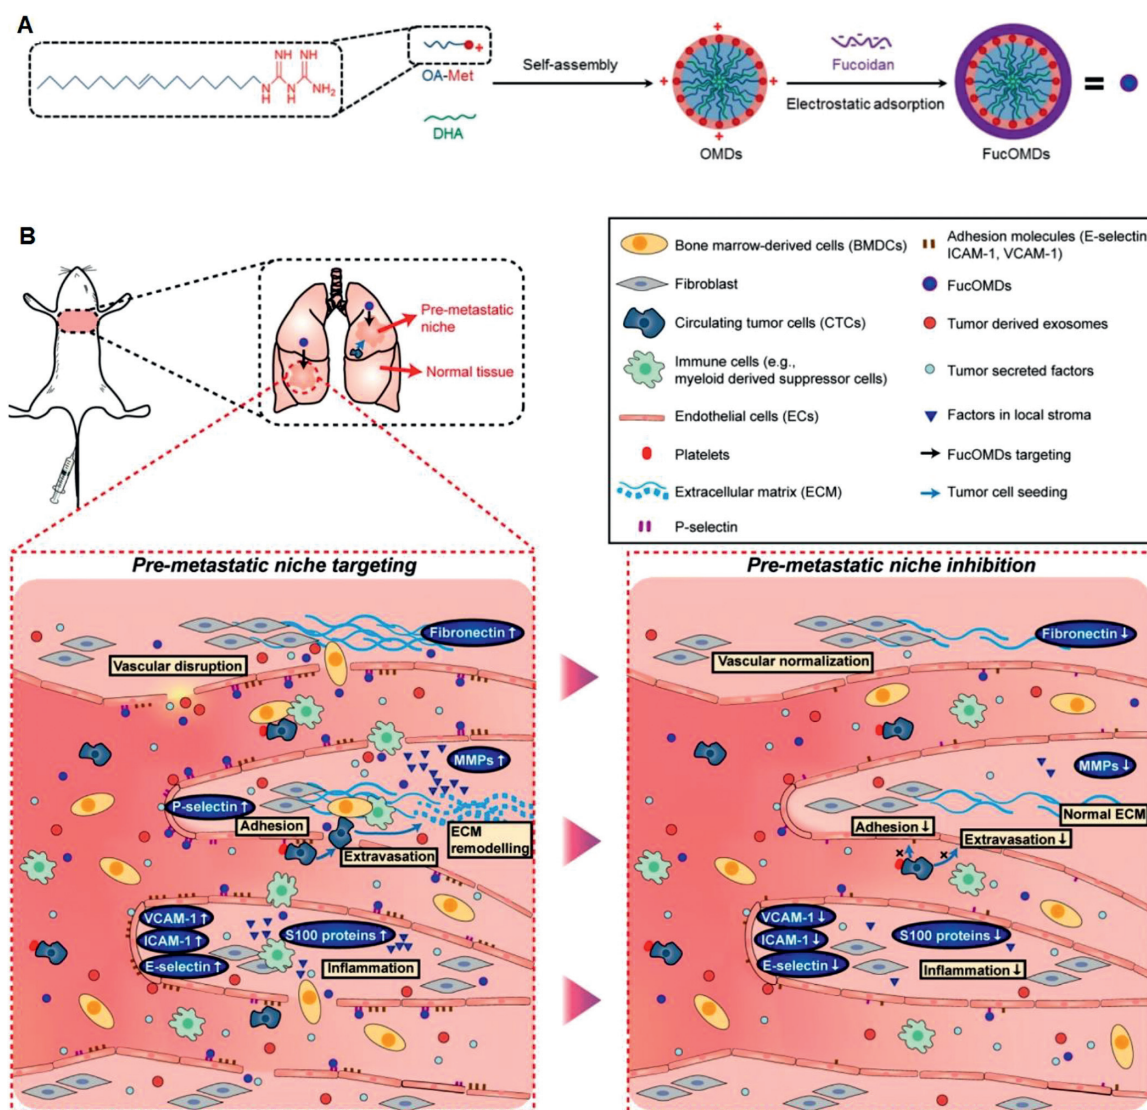 A
NH NH
N N NH2
H H
OA-Met
DHA
Self-assembly
OMDs
Fucoidan
Electrostatic adsorption
FucOMDs
=
B
Pre-metastatic
niche
Normal tissue
Bone marrow-derived cells (BMDCs)
Fibroblast
Circulating tumor cells (CTCs)
Immune cells (e.g.,
myeloid derived suppressor cells)
Endothelial cells (ECs)
Platelets
Extracellular matrix (ECM)
P-selectin
Adhesion molecules (E-selectin
ICAM-1, VCAM-1)
FucOMDs
Tumor derived exosomes
Tumor secreted factors
Factors in local stroma
FucOMDs targeting
Tumor cell seeding
Pre-metastatic niche targeting
Fibronectin ↑
Vascular disruption
MMPs ↑
P-selectin ↑
Adhesion
Extravasation
ECM
remodelling
VCAM-1 ↑
ICAM-1 ↑
E-selectin ↑
S100 proteins ↑
Inflammation
Pre-metastatic niche inhibition
Fibronectin ↓
Vascular normalization
MMPs ↓
Normal ECM
Adhesion ↓
Extravasation ↓
VCAM-1 ↓
ICAM-1 ↓
E-selectin ↓
S100 proteins ↓
Inflammation ↓